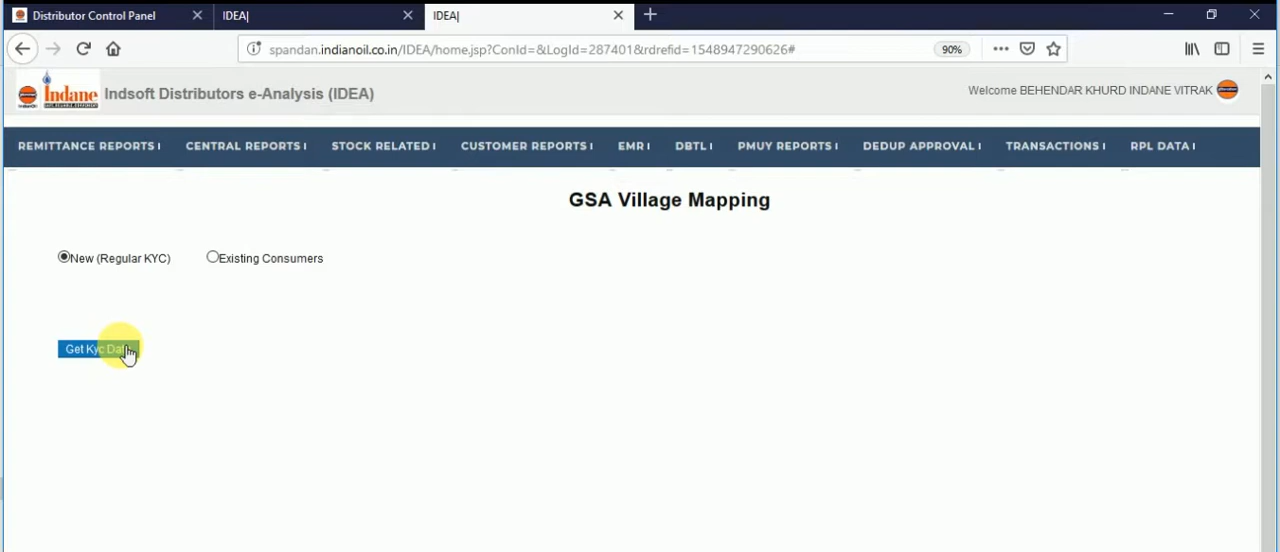 Distributor Control Panel
IDEA|
IDEA|
spandan.indianoil.co.in/IDEA/home.jsp?ConId=&LogId=287401&rdrefid=1548947290626#
90%
Indane
Indsoft Distributors e-Analysis (IDEA)
Welcome BEHENDAR KHURD INDANE VITRAK
REMITTANCE REPORTS
CENTRAL REPORTS
STOCK RELATED
CUSTOMER REPORTS
EMR
DBTL
PMUY REPORTS
DEDUP APPROVAL
TRANSACTIONS
RPL DATA
GSA Village Mapping
New (Regular KYC)
Existing Consumers
Get Kyc Data